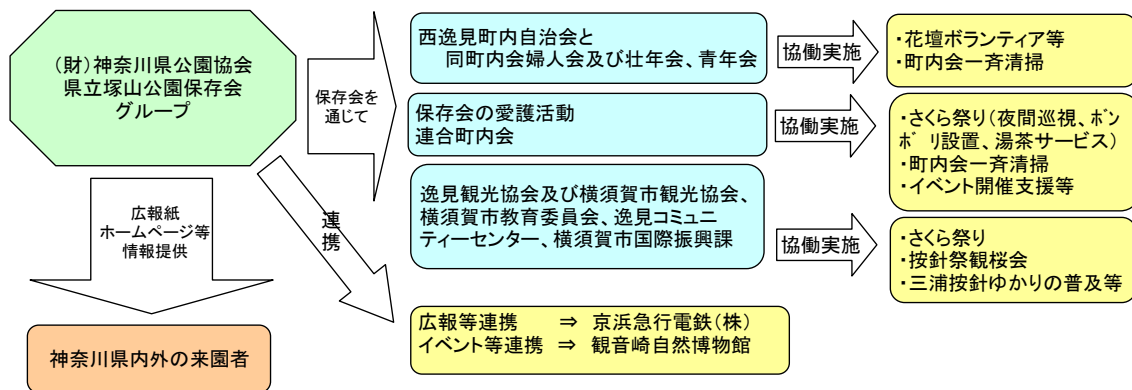 (財)神奈川県公園協会
県立塚山公園保存会
グループ
保存会を
通じて
西逸見町内自治会と
同町内会婦人会及び壮年会、青年会
協働実施
・花壇ボランティア等
・町内会一斉清掃
保存会の愛護活動
連合町内会
協働実施
・さくら祭り(夜間巡視、ボン
ボリ設置、湯茶サービス)
・町内会一斉清掃
・イベント開催支援等
逸見観光協会及び横須賀市観光協会、
横須賀市教育委員会、逸見コミュニ
ティーセンター、横須賀市国際振興課
協働実施
・さくら祭り
・按針祭観桜会
・三浦按針ゆかりの普及等
連携
広報等連携 ⇒ 京浜急行電鉄(株)
イベント等連携 ⇒ 観音崎自然博物館
広報紙
ホームページ等
情報提供
神奈川県内外の来園者